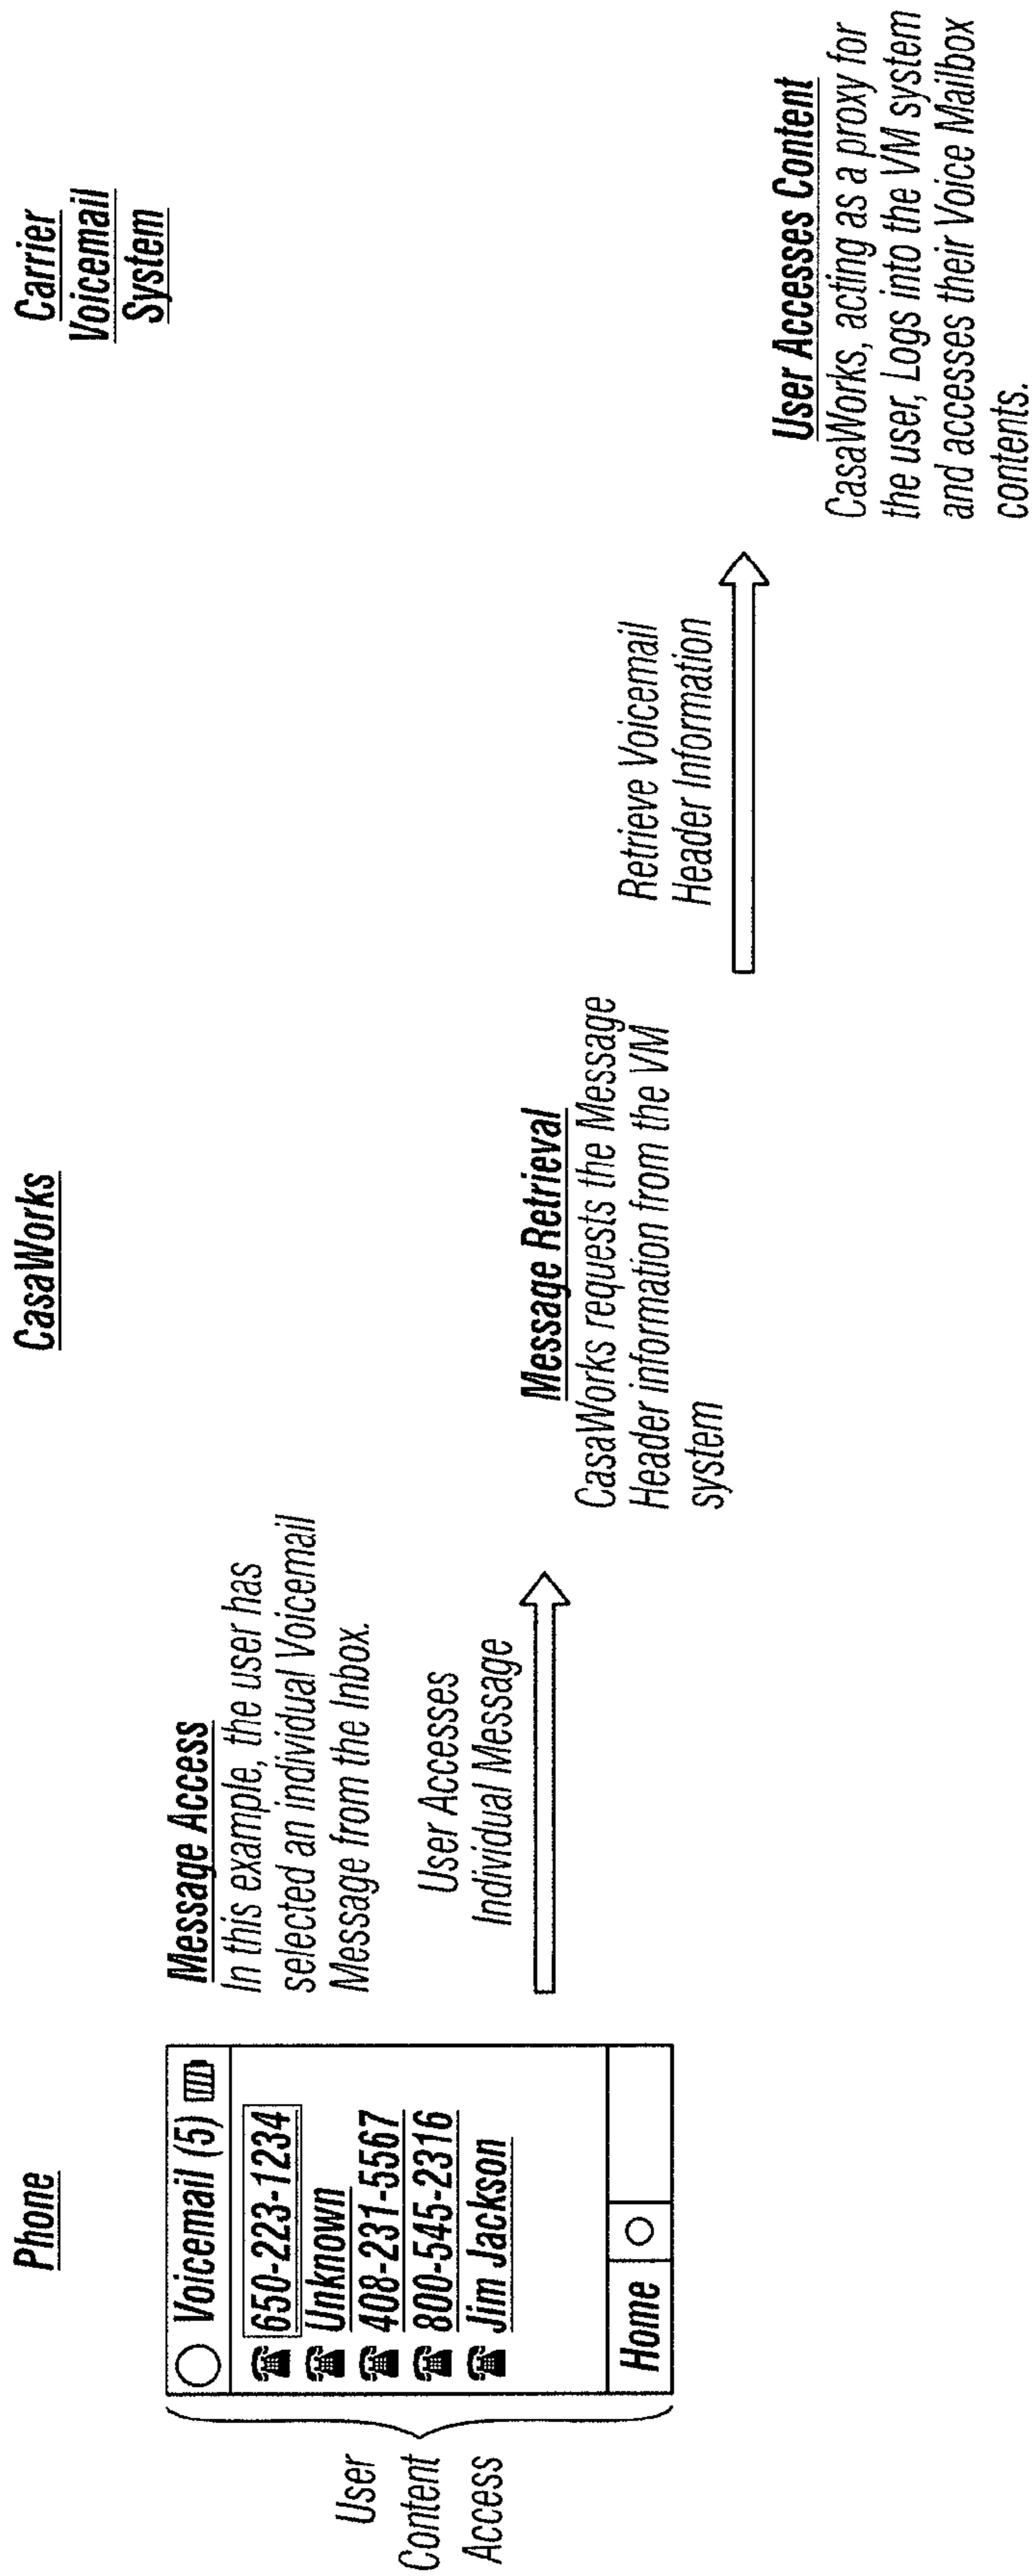 Phone
CasaWorks
Carrier
Voicemail
System
User
Content
Access
Voicemail (5)
650-223-1234
Unknown
408-231-5567
800-545-2316
Jim Jackson
Home
Message Access
In this example, the user has
selected an individual Voicemail
Message from the Inbox.
User Accesses
Individual Message
Message Retrieval
CasaWorks requests the Message
Header information from the VM
system
Retrieve Voicemail
Header Information
User Accesses Content
CasaWorks, acting as a proxy for
the user, Logs into the VM system
and accesses their Voice Mailbox
contents.